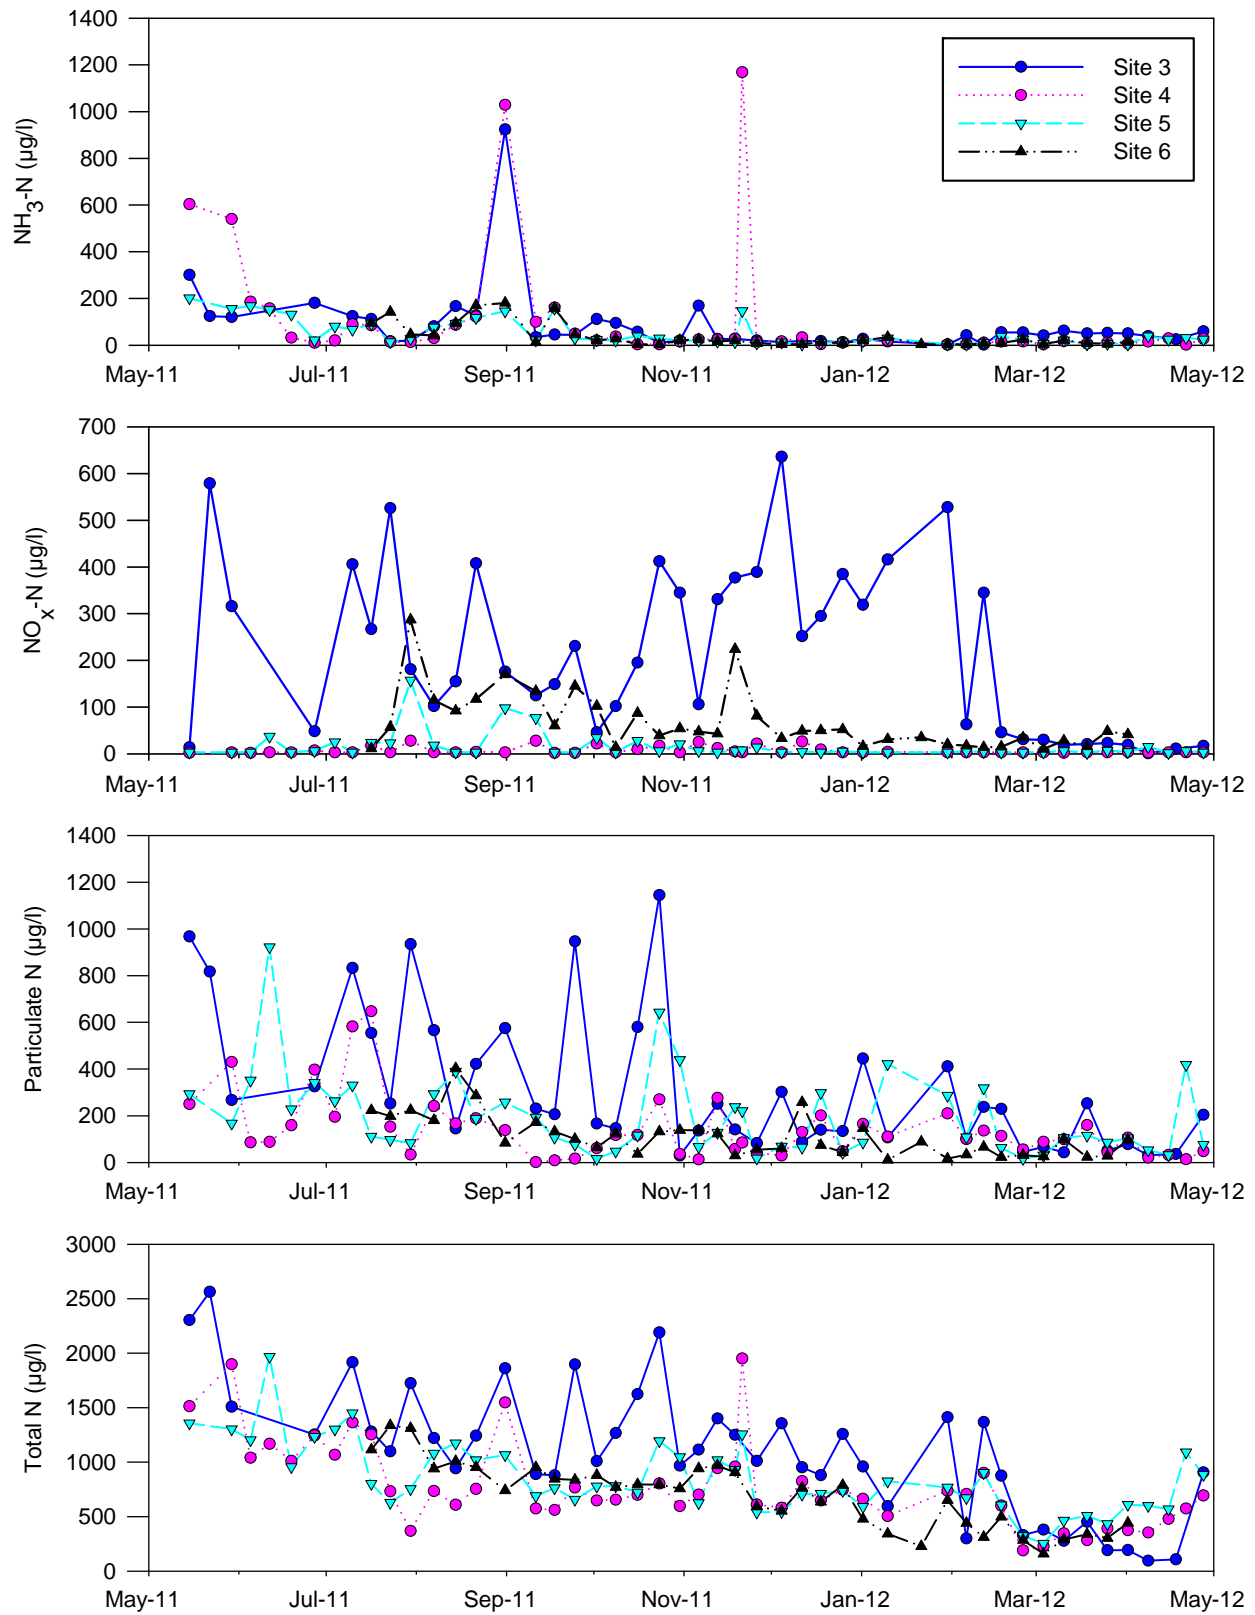 1400
1200
1000
800
600
400
200
0
NH3-N (µg/l)
Site 3
Site 4
Site 5
Site 6
May-11 Jul-11 Sep-11 Nov-11 Jan-12 Mar-12 May-12
700
600
500
400
300
200
100
0
NOx-N (µg/l)
May-11 Jul-11 Sep-11 Nov-11 Jan-12 Mar-12 May-12
1400
1200
1000
800
600
400
200
0
Particulate N (µg/l)
May-11 Jul-11 Sep-11 Nov-11 Jan-12 Mar-12 May-12
3000
2500
2000
1500
1000
500
0
Total N (µg/l)
May-11 Jul-11 Sep-11 Nov-11 Jan-12 Mar-12 May-12